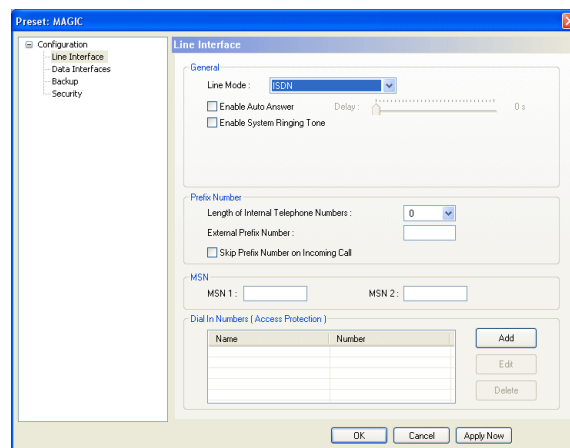 Preset: MAGIC
Configuration
Line Interface
Data Interfaces
Backup
Security
Line Interface
General
Line Mode :
ISDN
Enable Auto Answer
Delay :
0 s
Enable System Ringing Tone
Prefix Number
Length of Internal Telephone Numbers :
0
External Prefix Number :
Skip Prefix Number on Incoming Call
MSN
MSN 1 :
MSN 2 :
Dial In Numbers ( Access Protection )
Name
Number
Add
Edit
Delete
OK
Cancel
Apply Now